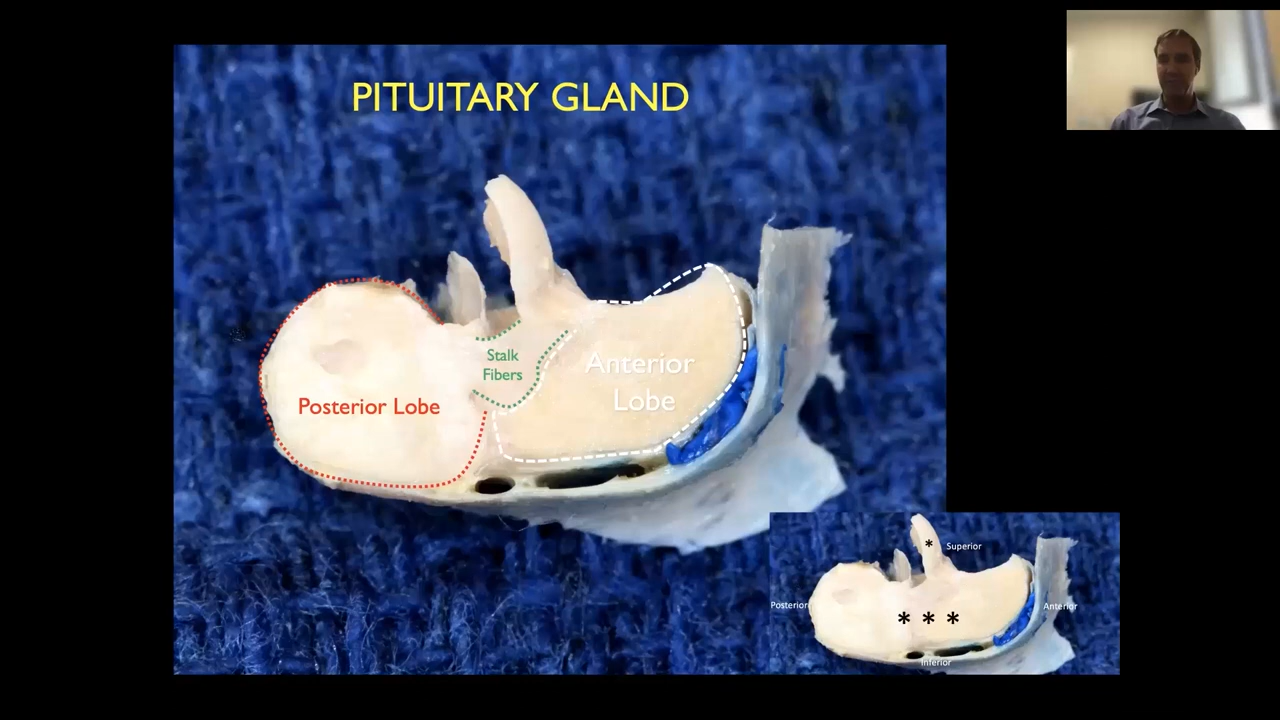 PITUITARY GLAND
Stalk
Fibers
Anterior
Lobe
Posterior Lobe
* Superior
Posterior
* * *
Anterior
Inferior